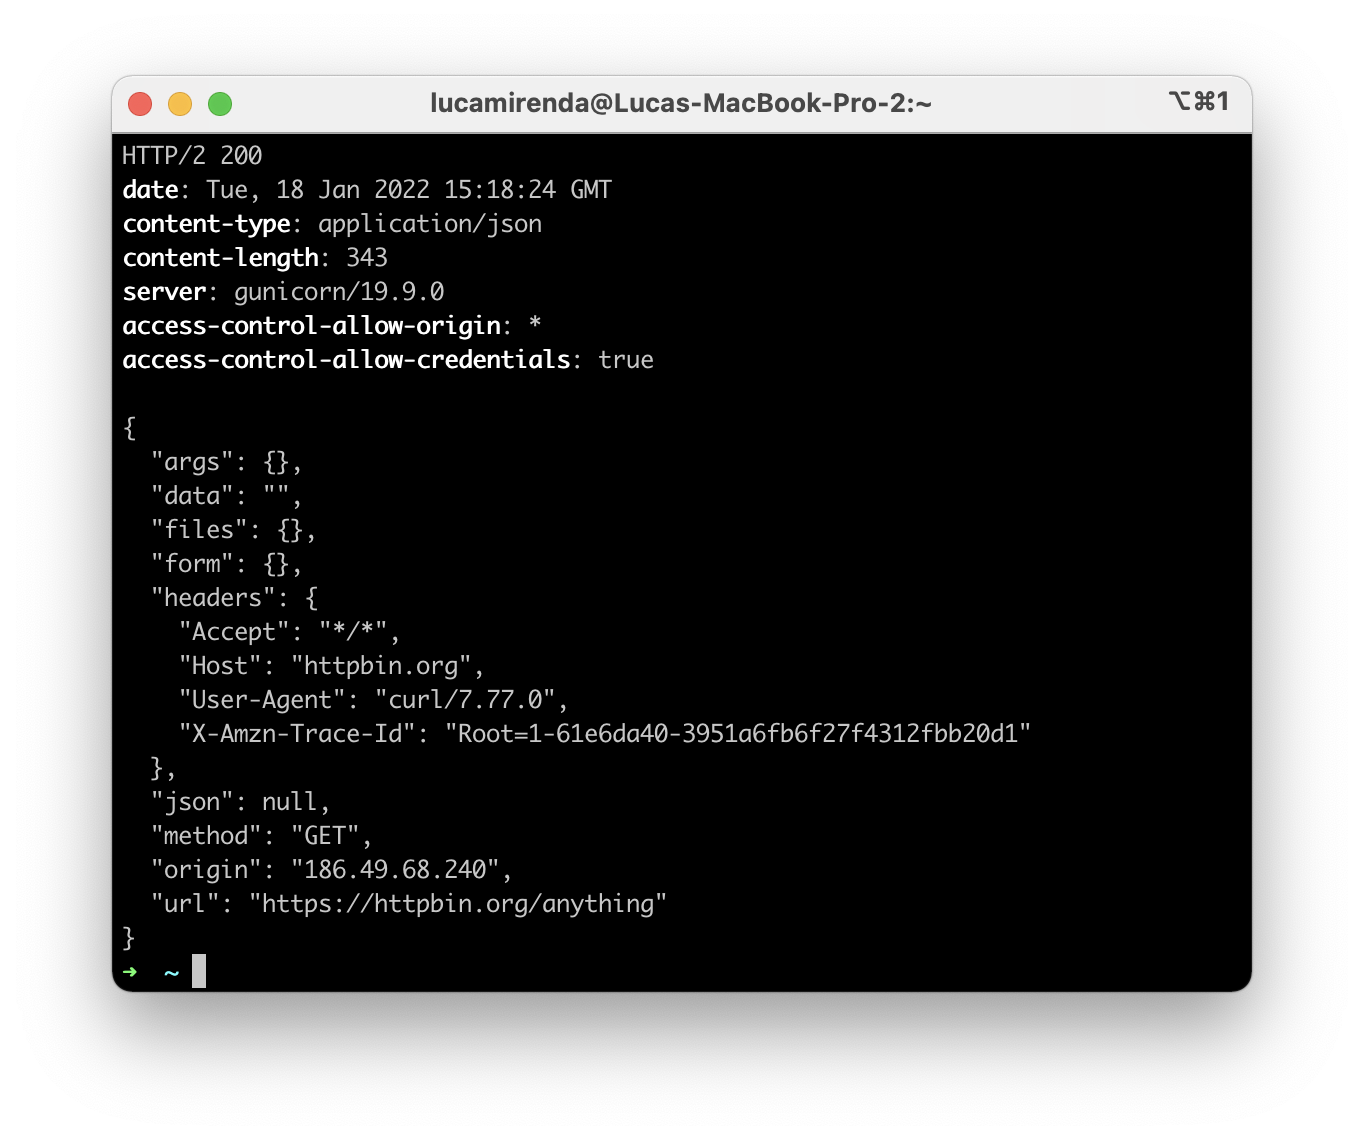 lucamirenda@Lucas-MacBook-Pro-2:~ ⌥⌘1
HTTP/2 200
date: Tue, 18 Jan 2022 15:18:24 GMT
content-type: application/json
content-length: 343
server: gunicorn/19.9.0
access-control-allow-origin: *
access-control-allow-credentials: true

{
  "args": {},
  "data": "",
  "files": {},
  "form": {},
  "headers": {
    "Accept": "*/*",
    "Host": "httpbin.org",
    "User-Agent": "curl/7.77.0",
    "X-Amzn-Trace-Id": "Root=1-61e6da40-3951a6fb6f27f4312fbb20d1"
  },
  "json": null,
  "method": "GET",
  "origin": "186.49.68.240",
  "url": "https://httpbin.org/anything"
}
➜ ~